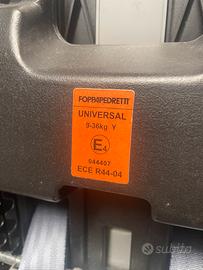 FOPPAPEDRETTI
UNIVERSAL
9-36kg Y
E4
044407
ECE R44-04
subito